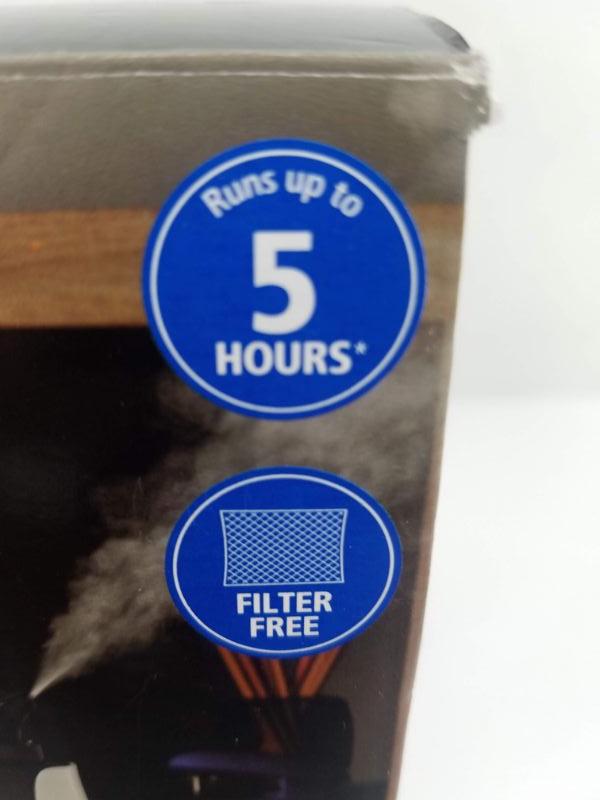 Runs up to
5
HOURS*
FILTER
FREE